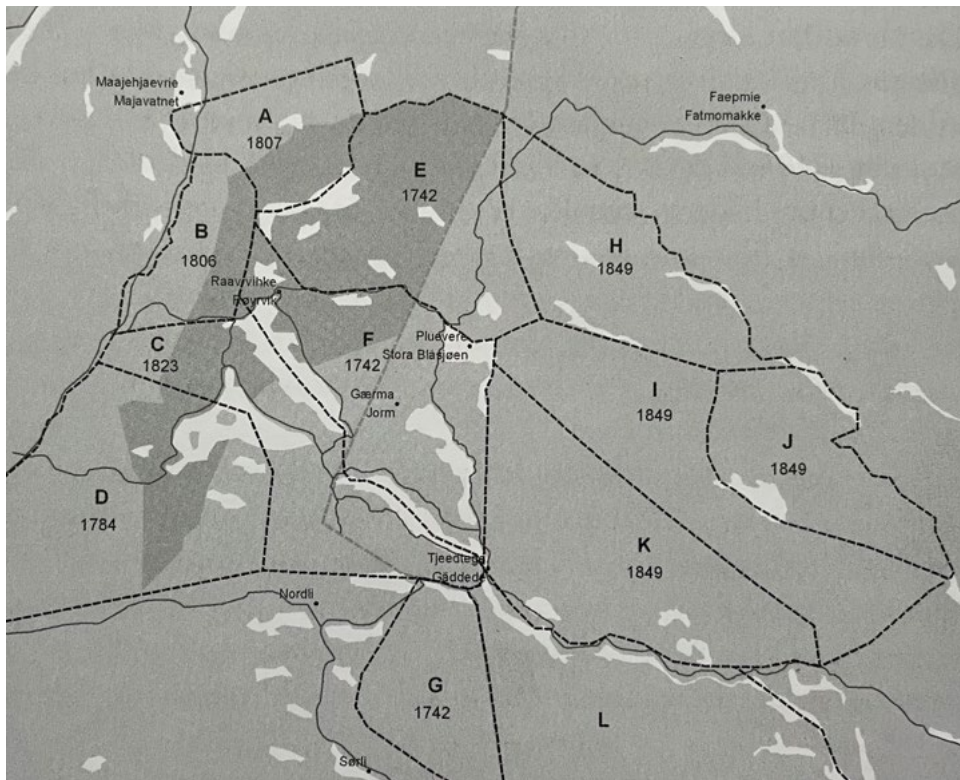 Maajehjaevrie
Majavatnet
A
1807
Faepmie
Fatmomakke
E
1742
B
1806
H
1849
Raavrvihke
Røyrvik
C
1823
F
1742
Pluevere
Stora Blåsjøen
Gærma
Jorm
I
1849
J
1849
D
1784
K
1849
Tjeedtege
Gäddede
Nordli
G
1742
L
Sørli